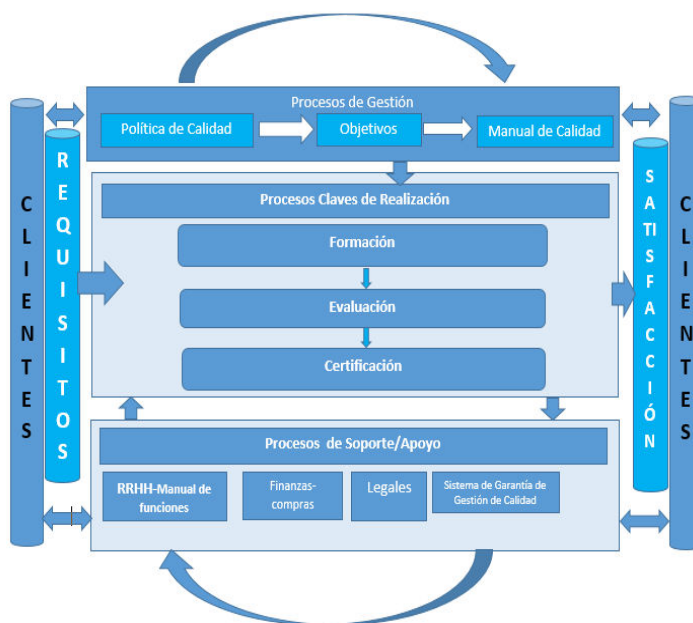 Procesos de Gestión
Política de Calidad
Objetivos
Manual de Calidad
CLIENTES
REQUISITOS
Procesos Claves de Realización
Formación
Evaluación
Certificación
SATISFACCIÓN
CLIENTES
Procesos de Soporte/Apoyo
RRHH-Manual de
funciones
Finanzas-
compras
Legales
Sistema de Garantía de
Gestión de Calidad